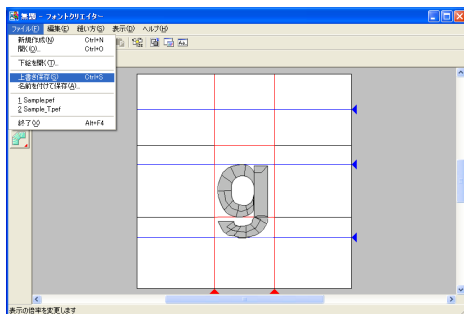 無題 - フォントクリエイター
ファイル(F) 編集(E) 縫い方(S) 表示(D) ヘルプ(H)
新規作成(N) Ctrl+N
開く(O)... Ctrl+O
下絵を開く(T)...
上書き保存(S) Ctrl+S
名前を付けて保存(A)...
1 Sample.pef
2 Sample_T.pef
終了(X) Alt+F4
g
表示の倍率を変更します